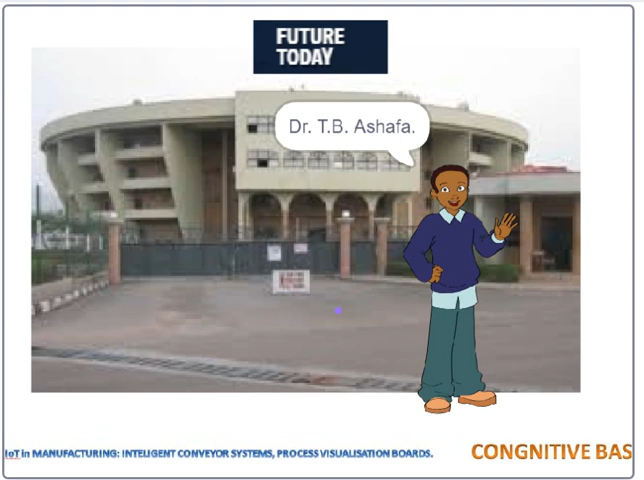 FUTURE
TODAY
Dr. T.B. Ashafa.
IoT in MANUFACTURING: INTELIGENT CONVEYOR SYSTEMS, PROCESS VISUALISATION BOARDS.
CONGNITIVE BAS